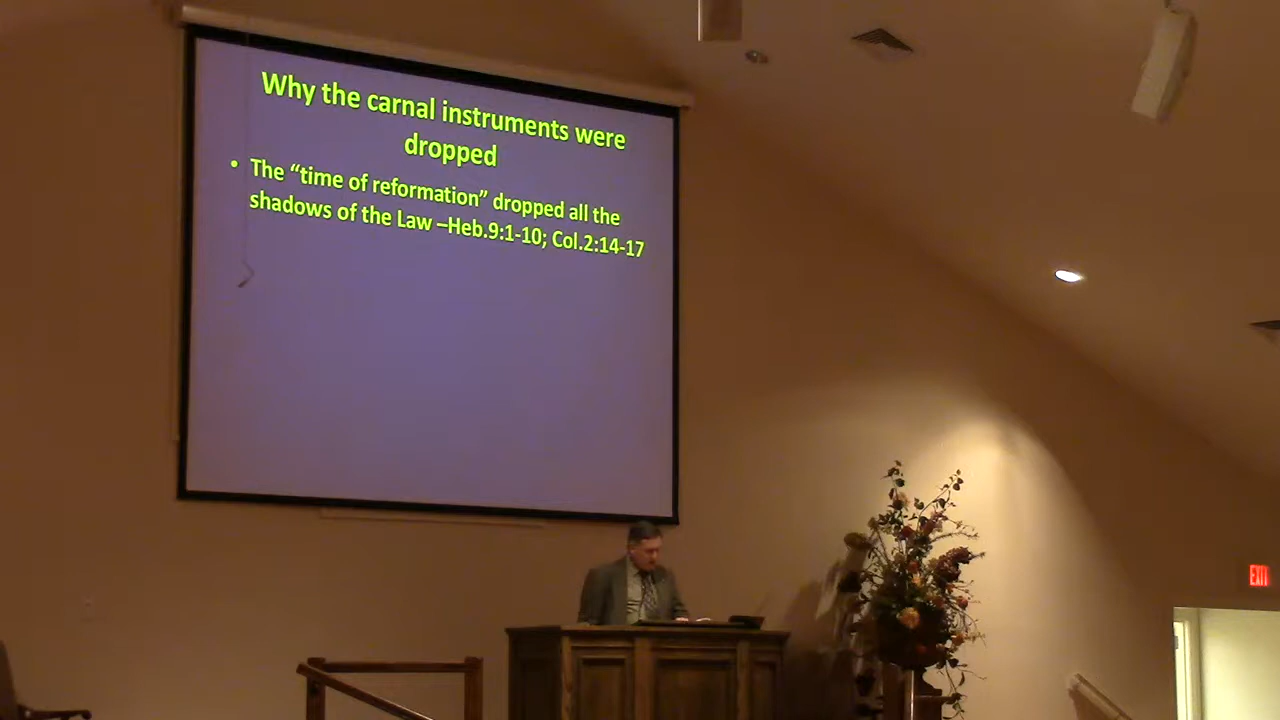 Why the carnal instruments were
dropped
• The “time of reformation” dropped all the
shadows of the Law –Heb.9:1-10; Col.2:14-17
EXIT